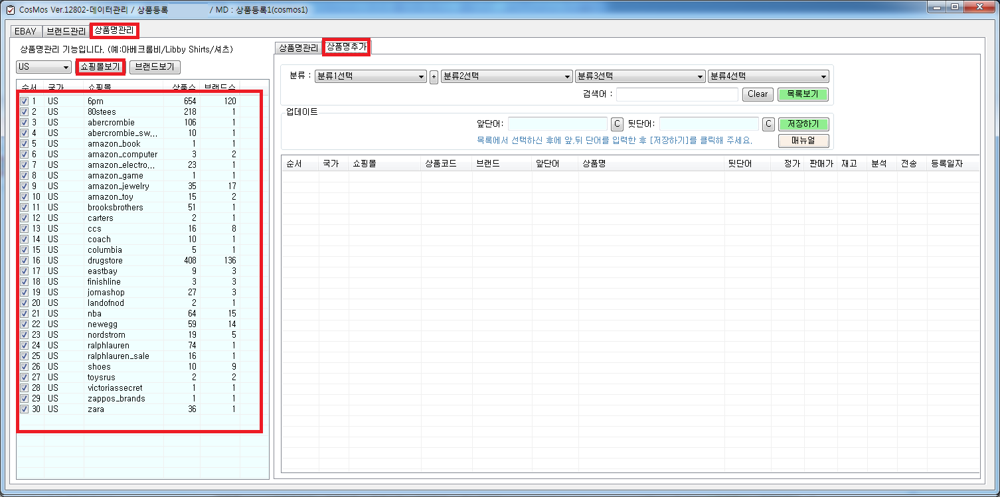 CosMos Ver.12802-데이터관리 / 상품등록 / MD : 상품등록1(cosmos1)
EBAY 브랜드관리 상품명관리
상품명관리 기능입니다. (예:아베크롬비/Libby Shirts/셔츠)
US 쇼핑몰보기 브랜드보기
순서 국가 쇼핑몰 상품수 브랜드수
1 US 6pm 654 120
2 US 80stees 218 1
3 US abercrombie 106 1
4 US abercrombie_sw... 10 1
5 US amazon_book 1 1
6 US amazon_computer 3 2
7 US amazon_electro... 23 1
8 US amazon_game 1 1
9 US amazon_jewelry 35 17
10 US amazon_toy 15 2
11 US brooksbrothers 51 1
12 US carters 2 1
13 US ccs 16 8
14 US coach 10 1
15 US columbia 5 1
16 US drugstore 408 136
17 US eastbay 9 3
18 US finishline 3 3
19 US jomashop 27 3
20 US landofnod 2 1
21 US nba 64 15
22 US newegg 59 14
23 US nordstrom 19 5
24 US ralphlauren 74 1
25 US ralphlauren_sale 16 1
26 US shoes 10 9
27 US toysrus 2 2
28 US victoriassecret 1 1
29 US zappos_brands 1 1
30 US zara 36 1
상품명관리 상품명추가
분류 : 분류1선택 + 분류2선택 분류3선택 분류4선택
검색어 : Clear 목록보기
업데이트
앞단어: C 뒷단어: C 저장하기
목록에서 선택하신 후에 앞,뒤 단어를 입력한 후 [저장하기]를 클릭해 주세요. 매뉴얼
순서 국가 쇼핑몰 상품코드 브랜드 앞단어 상품명 뒷단어 정가 판매가 재고 분석 전송 등록일자